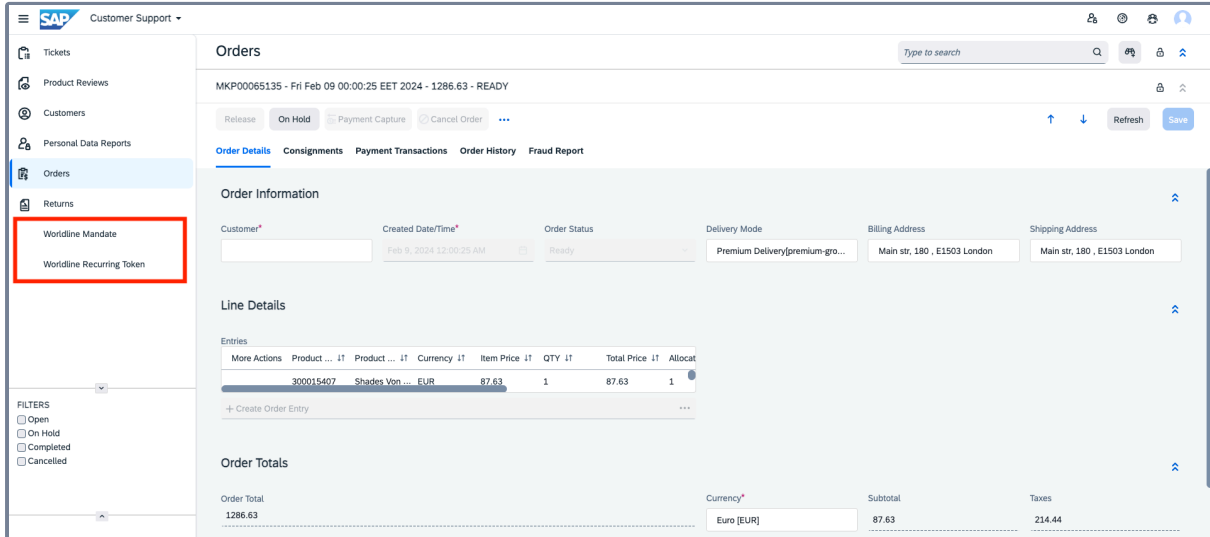 SAP Customer Support
Tickets
Product Reviews
Customers
Personal Data Reports
Orders
Returns
Worldline Mandate
Worldline Recurring Token
FILTERS
Open
On Hold
Completed
Cancelled
Orders
Type to search
MKP00065135 - Fri Feb 09 00:00:25 EET 2024 - 1286.63 - READY
Release On Hold Payment Capture Cancel Order ••• Refresh Save
Order Details Consignments Payment Transactions Order History Fraud Report
Order Information
Customer* Created Date/Time* Order Status Delivery Mode Billing Address Shipping Address
Feb 9, 2024 12:00:25 AM Ready Premium Delivery[premium-gro... Main str, 180 , E1503 London Main str, 180 , E1503 London
Line Details
Entries
More Actions Product ... Product ... Currency Item Price QTY Total Price Allocat
300015407 Shades Von ... EUR 87.63 1 87.63 1
+ Create Order Entry •••
Order Totals
Order Total Currency* Subtotal Taxes
1286.63 Euro [EUR] 87.63 214.44